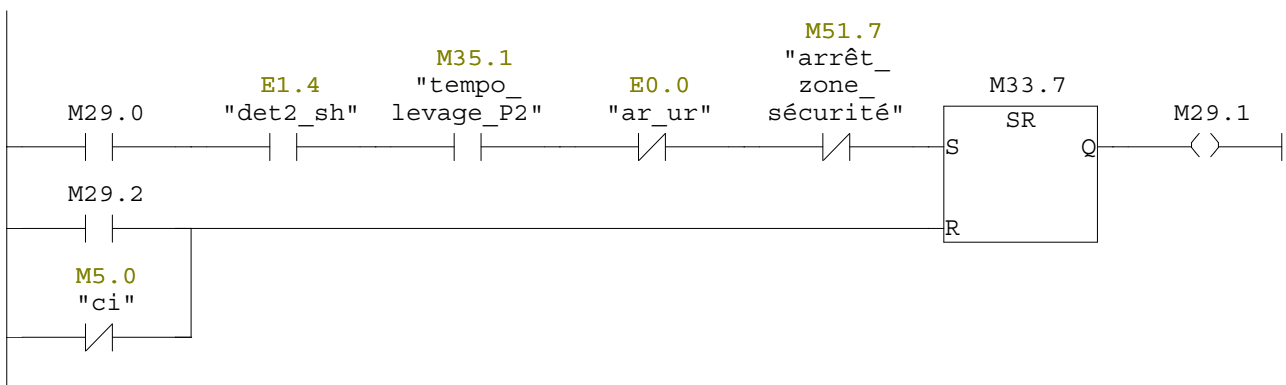 M51.7
M35.1 "arrêt_
E1.4 "tempo_ E0.0 zone_ M33.7
M29.0 "det2_sh" levage_P2" "ar_ur" sécurité" SR M29.1
S Q
M29.2
R
M5.0
"ci"